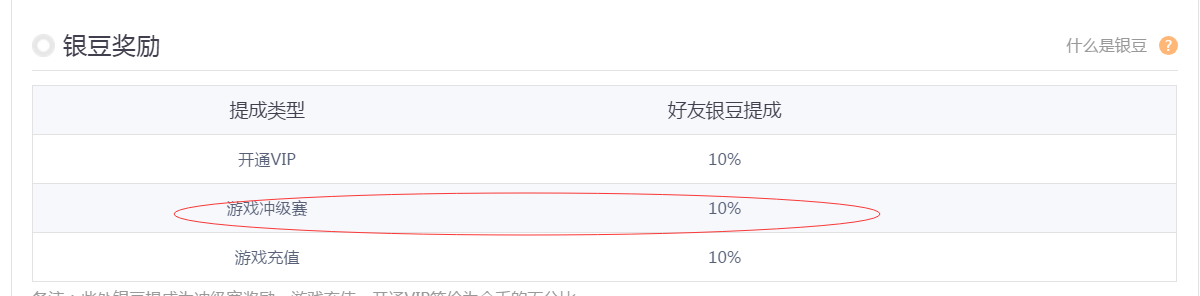 银豆奖励
什么是银豆 ?
提成类型 好友银豆提成
开通VIP 10%
游戏冲级赛 10%
游戏充值 10%